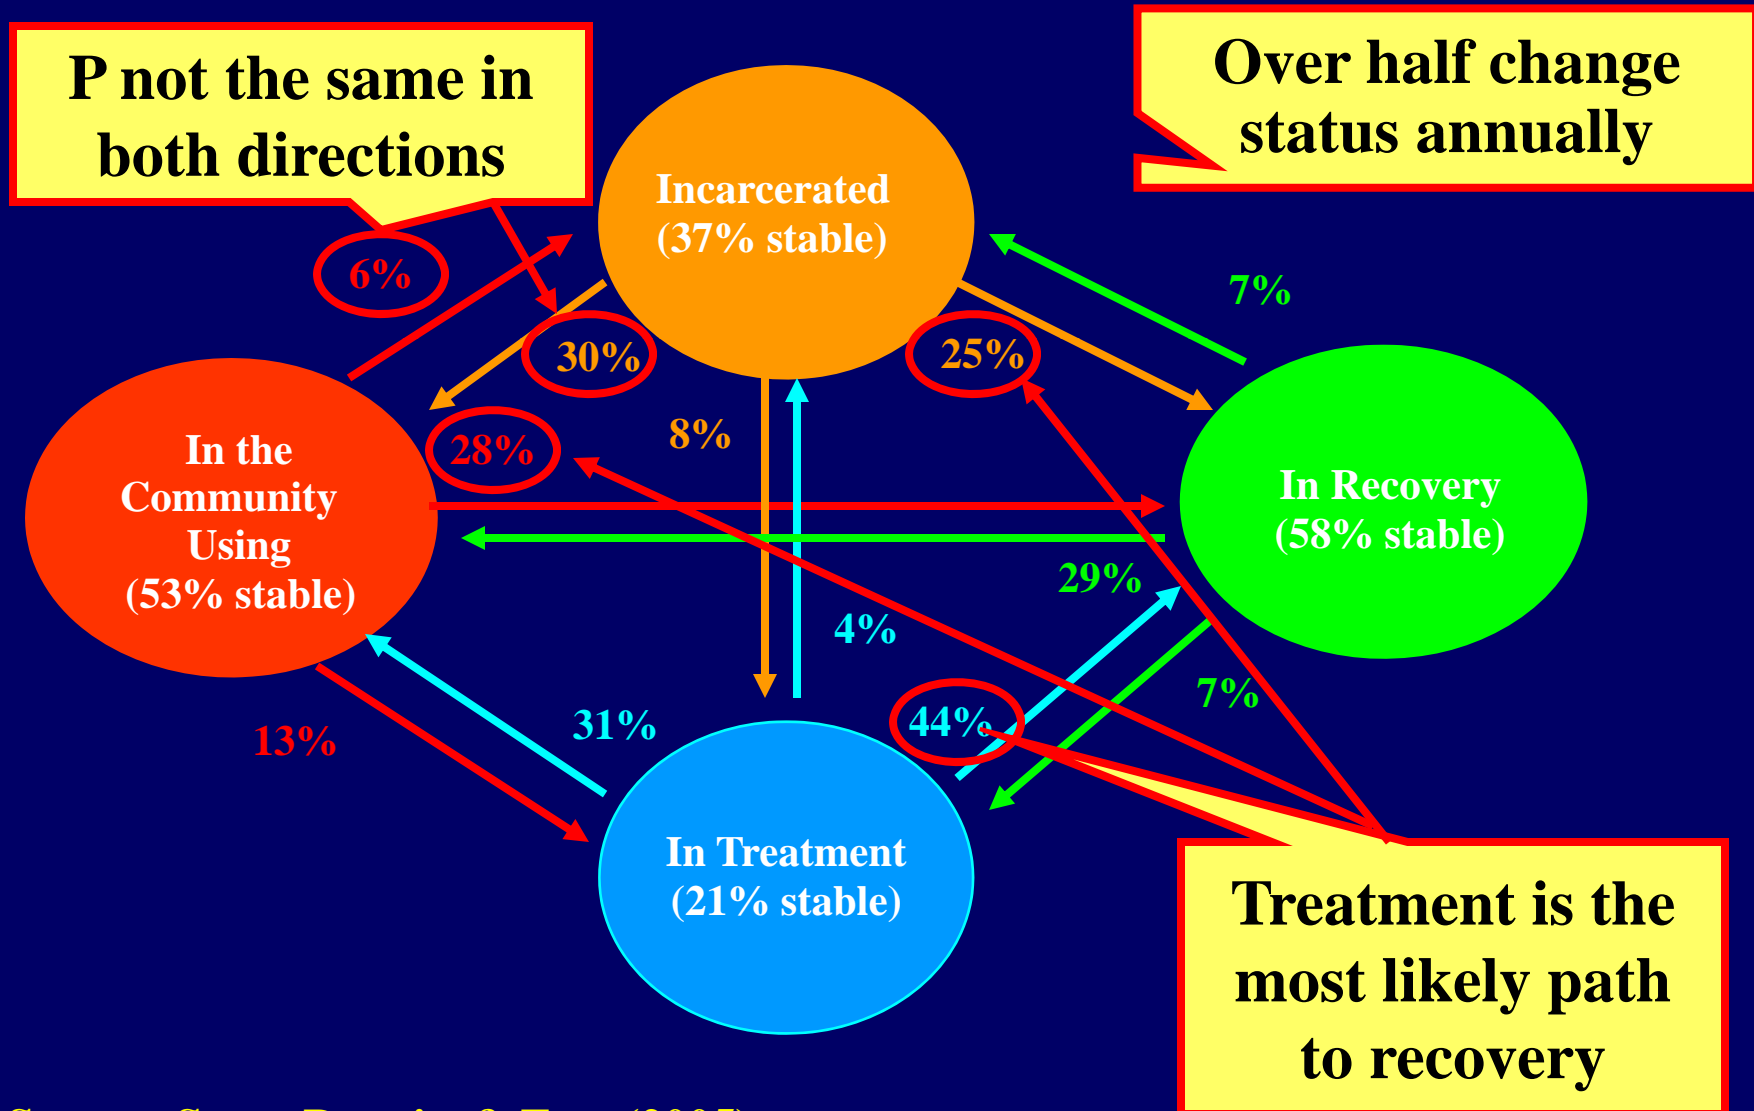 P not the same in
both directions
Over half change
status annually
Incarcerated
(37% stable)
6%
7%
30%
25%
28%
8%
In the
Community
Using
(53% stable)
In Recovery
(58% stable)
29%
4%
7%
31%
44%
13%
In Treatment
(21% stable)
Treatment is the
most likely path
to recovery